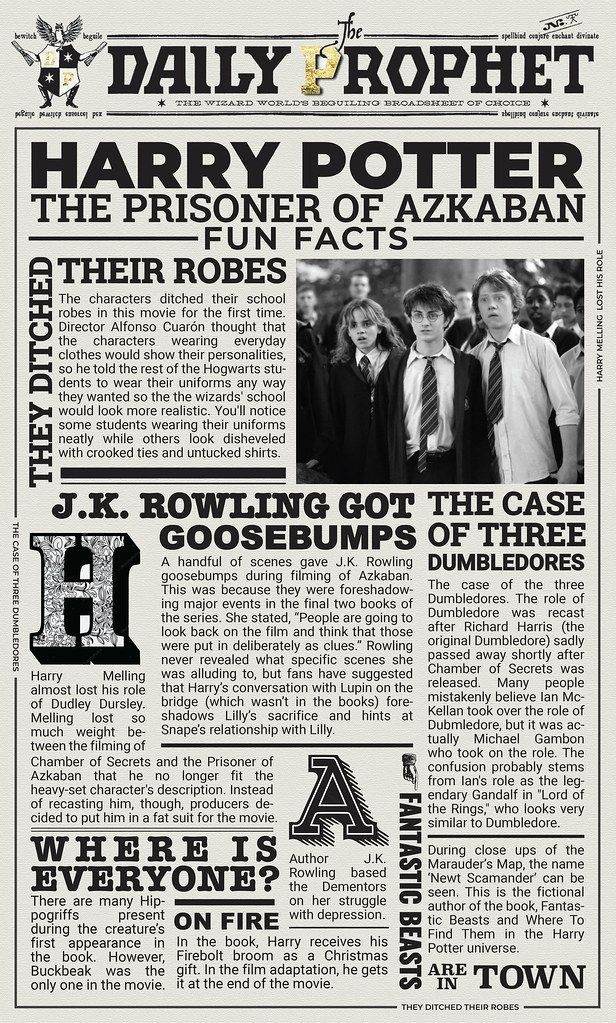 bewitch
beguile
The
spellbind conjure enchant divinate
DAILY PROPHET
D P
THE WIZARD WORLD'S BEGUILING BROADSHEET OF CHOICE
HARRY POTTER
THE PRISONER OF AZKABAN
FUN FACTS
THEY DITCHED
THEIR ROBES
The characters ditched their school
robes in this movie for the first time.
Director Alfonso Cuarón thought that
the characters wearing everyday
clothes would show their personalities,
so he told the rest of the Hogwarts stu-
dents to wear their uniforms any way
they wanted so the the wizards' school
would look more realistic. You'll notice
some students wearing their uniforms
neatly while others look disheveled
with crooked ties and untucked shirts.
HARRY MELLING LOST HIS ROLE
J.K. ROWLING GOT
GOOSEBUMPS
A handful of scenes gave J.K. Rowling
goosebumps during filming of Azkaban.
This was because they were foreshadow-
ing major events in the final two books of
the series. She stated, "People are going to
look back on the film and think that those
were put in deliberately as clues." Rowling
never revealed what specific scenes she
was alluding to, but fans have suggested
that Harry's conversation with Lupin on the
bridge (which wasn't in the books) fore-
shadows Lilly's sacrifice and hints at
Snape's relationship with Lilly.
THE CASE OF THREE DUMBLEDORES
H
Harry Melling
almost lost his role
of Dudley Dursley.
Melling lost so
much weight be-
tween the filming of
Chamber of Secrets and the Prisoner of
Azkaban that he no longer fit the
heavy-set character's description. Instead
of recasting him, though, producers de-
cided to put him in a fat suit for the movie.
THE CASE
OF THREE
DUMBLEDORES
The case of the three
Dumbledores. The role of
Dumbledore was recast
after Richard Harris (the
original Dumbledore) sadly
passed away shortly after
Chamber of Secrets was
released. Many people
mistakenly believe Ian Mc-
Kellan took over the role of
Dubmledore, but it was ac-
tually Michael Gambon
who took on the role. The
confusion probably stems
from Ian's role as the leg-
endary Gandalf in "Lord of
the Rings," who looks very
similar to Dumbledore.
WHERE IS
EVERYONE?
There are many Hip-
pogriffs present
during the creature's
first appearance in
the book. However,
Buckbeak was the
only one in the movie.
ON FIRE
In the book, Harry receives his
Firebolt broom as a Christmas
gift. In the film adaptation, he gets
it at the end of the movie.
A
Author J.K.
Rowling based
the Dementors
on her struggle
with depression.
FANTASTIC BEASTS
During close ups of the
Marauder's Map, the name
'Newt Scamander' can be
seen. This is the fictional
author of the book, Fantas-
tic Beasts and Where To
Find Them in the Harry
Potter universe.
ARE
IN
TOWN
THEY DITCHED THEIR ROBES